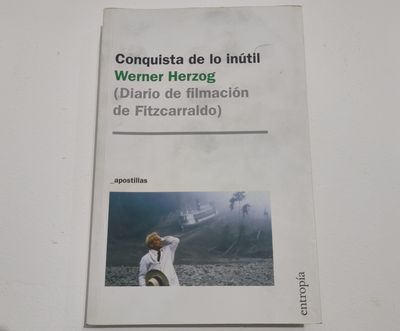 Conquista de lo inútil
Werner Herzog
(Diario de filmación
de Fitzcarraldo)
_apostillas
entropía